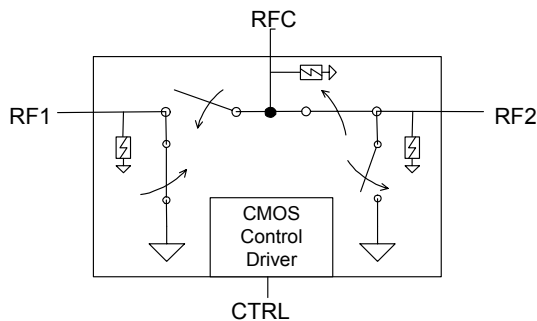 RFC
RF1
RF2
CMOS
Control
Driver
CTRL